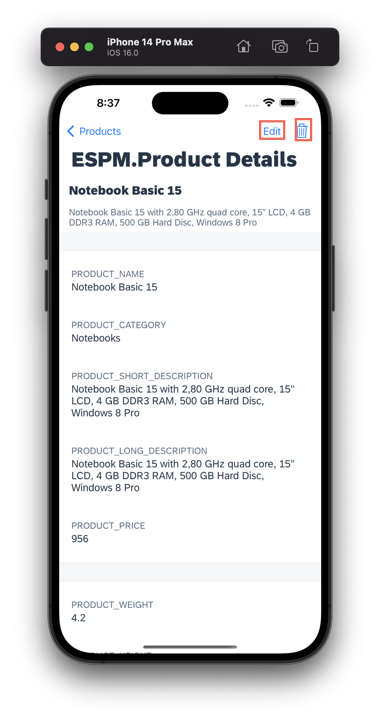 iPhone 14 Pro Max
iOS 16.0
8:37
Products
Edit
ESPM.Product Details
Notebook Basic 15
Notebook Basic 15 with 2,80 GHz quad core, 15" LCD, 4 GB
DDR3 RAM, 500 GB Hard Disc, Windows 8 Pro
PRODUCT_NAME
Notebook Basic 15
PRODUCT_CATEGORY
Notebooks
PRODUCT_SHORT_DESCRIPTION
Notebook Basic 15 with 2,80 GHz quad core, 15"
LCD, 4 GB DDR3 RAM, 500 GB Hard Disc,
Windows 8 Pro
PRODUCT_LONG_DESCRIPTION
Notebook Basic 15 with 2,80 GHz quad core, 15"
LCD, 4 GB DDR3 RAM, 500 GB Hard Disc,
Windows 8 Pro
PRODUCT_PRICE
956
PRODUCT_WEIGHT
4.2